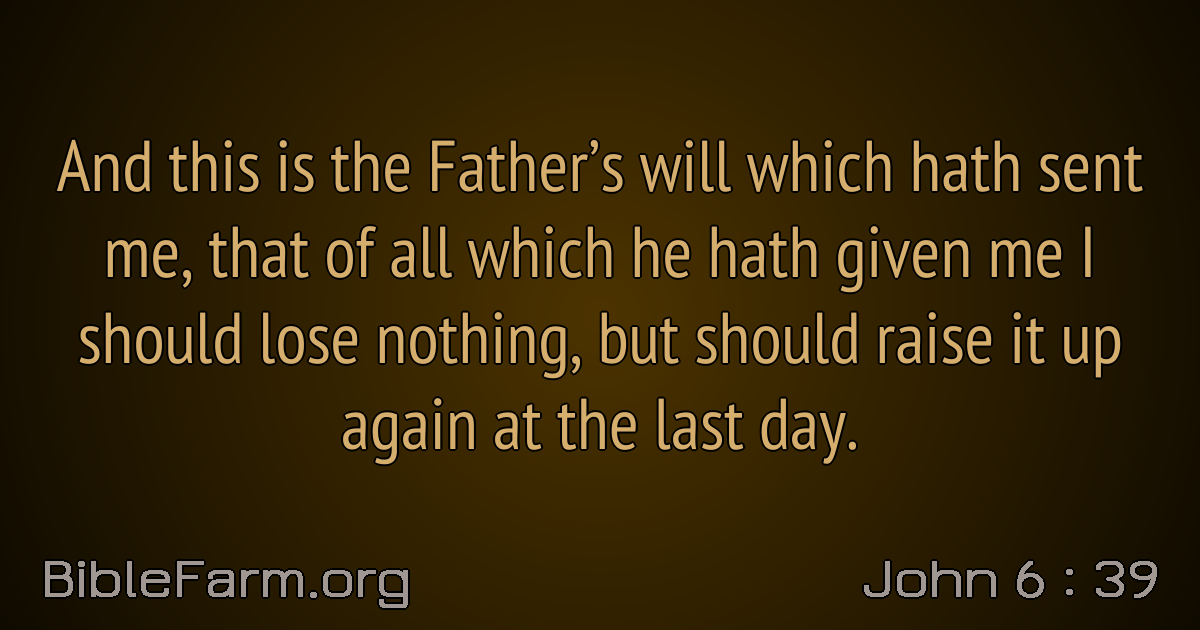 And this is the Father’s will which hath sent
me, that of all which he hath given me I
should lose nothing, but should raise it up
again at the last day.
BibleFarm.org
John 6 : 39